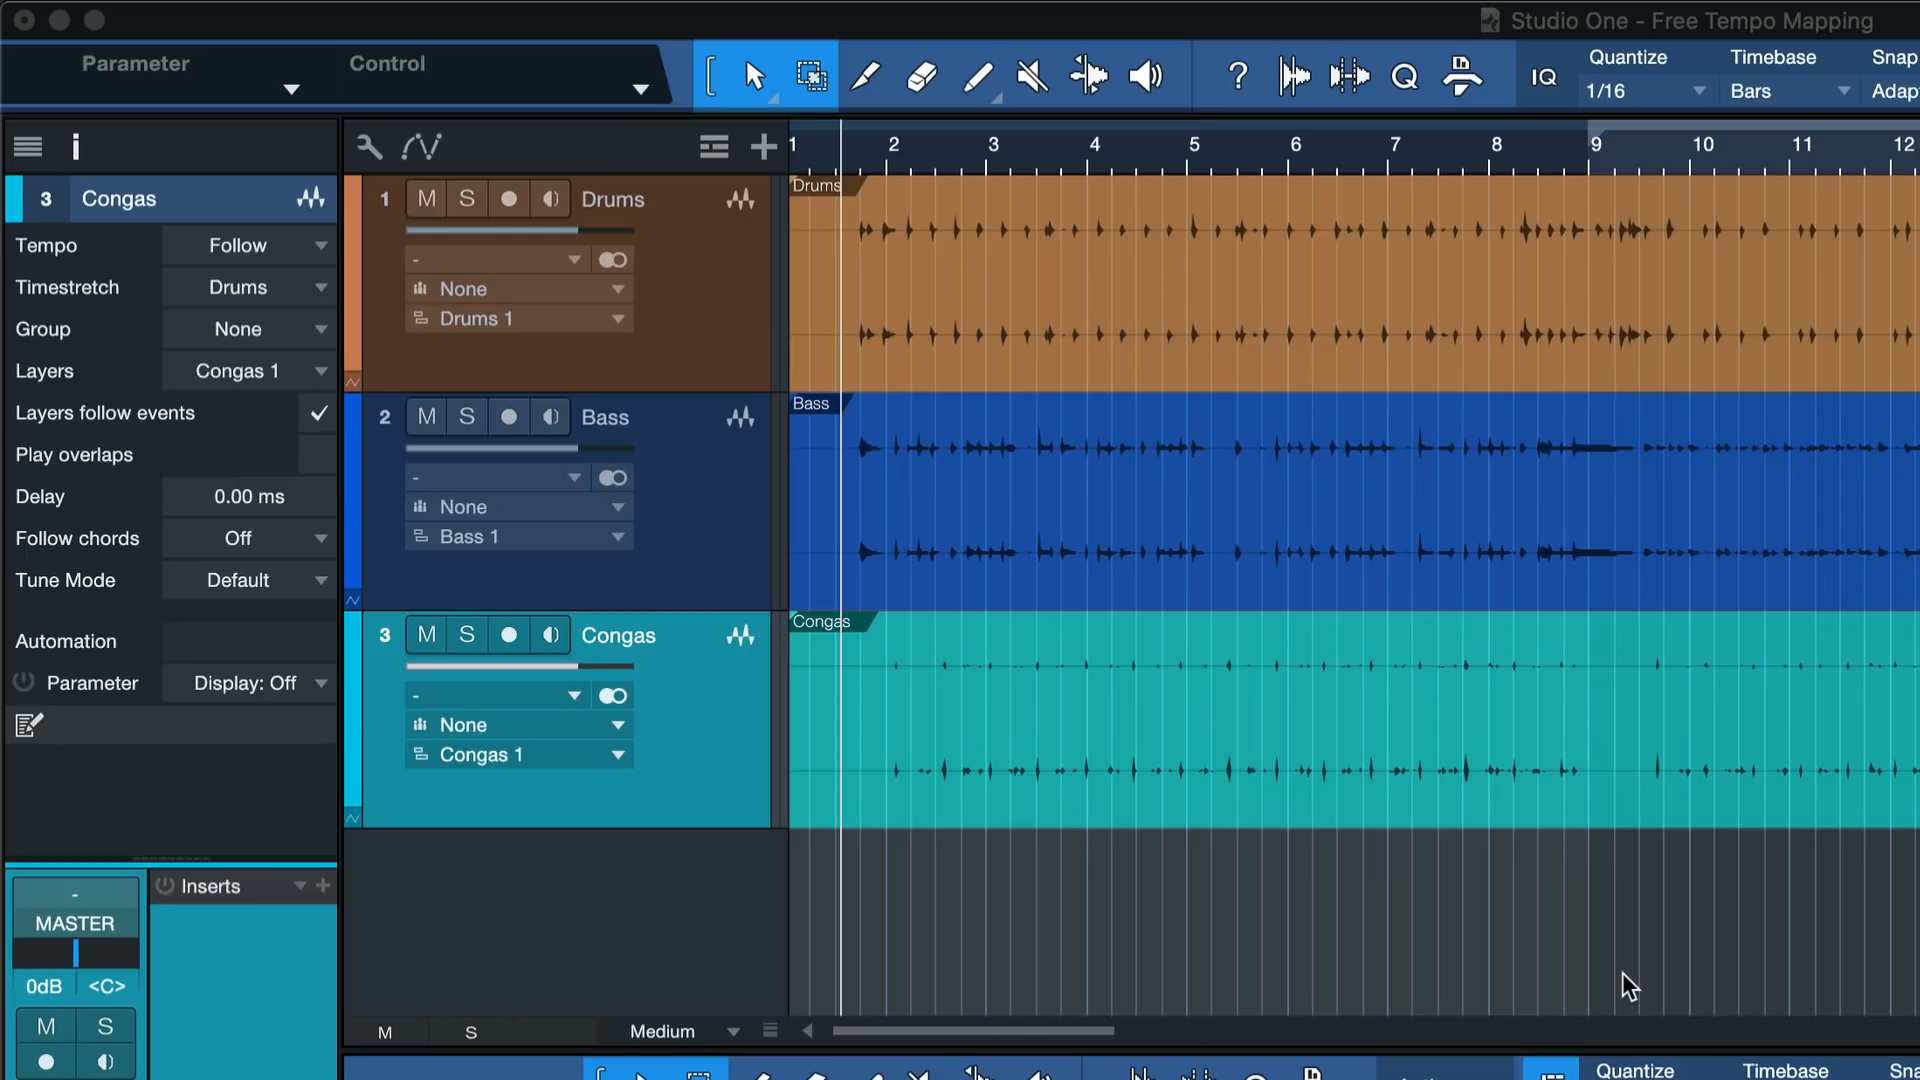 Studio One - Free Tempo Mapping
Parameter
Control
Quantize
Timebase
Snap
?
Q
IQ
1/16
Bars
Adap
i
1 2 3 4 5 6 7 8 9 10 11 12
3 Congas
Tempo Follow
Timestretch Drums
Group None
Layers Congas 1
Layers follow events
Play overlaps
Delay 0.00 ms
Follow chords Off
Tune Mode Default
Automation
Parameter Display: Off
1 M S Drums
-
None
Drums 1
Drums
2 M S Bass
-
None
Bass 1
Bass
3 M S Congas
-
None
Congas 1
Congas
-
MASTER
Inserts
0dB <C>
M S
M S Medium
Quantize
Timebase